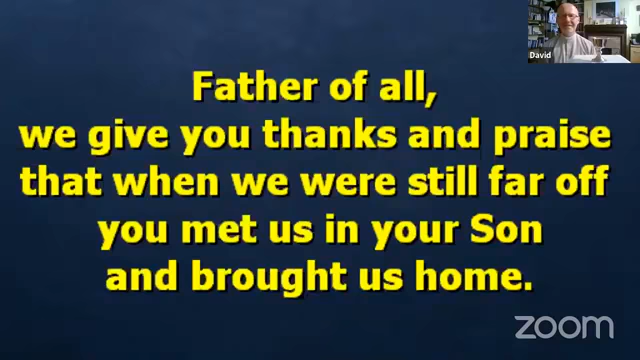 David
Father of all,
we give you thanks and praise
that when we were still far off
you met us in your Son
and brought us home.
zoom